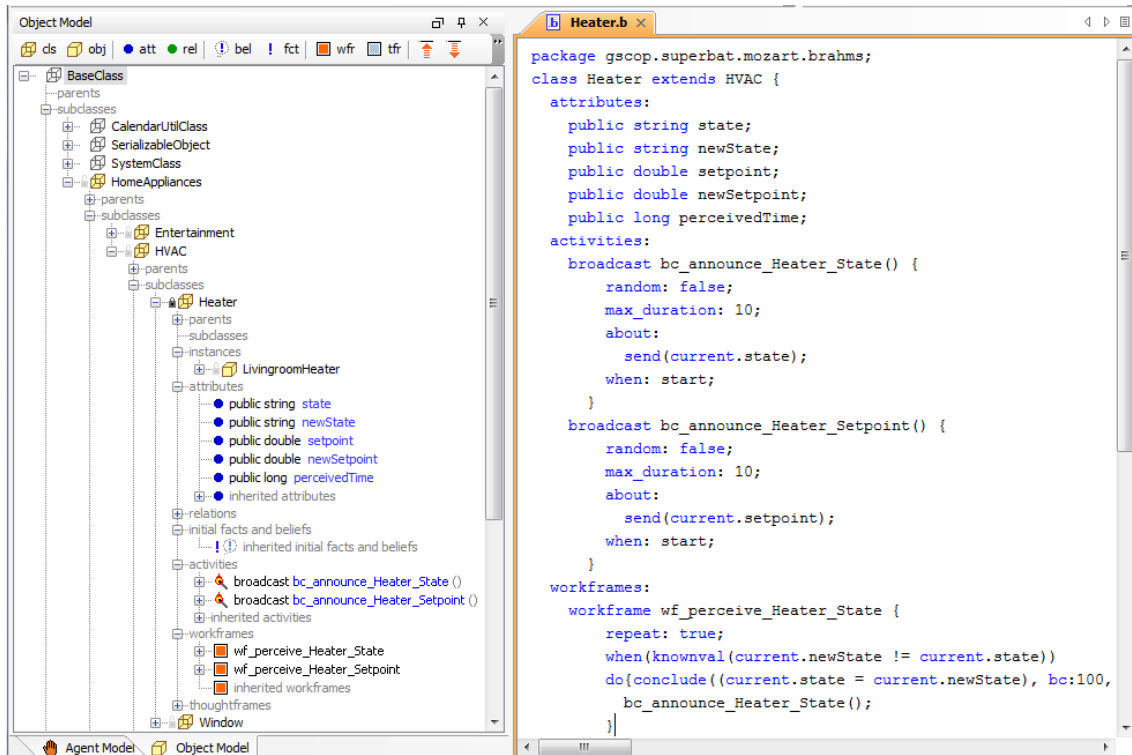 Object Model
cls obj att rel bel fct wfr tfr
BaseClass
parents
subclasses
CalendarUtilClass
SerializableObject
SystemClass
HomeAppliances
parents
subclasses
Entertainment
HVAC
parents
subclasses
Heater
parents
subclasses
instances
LivingroomHeater
attributes
public string state
public string newState
public double setpoint
public double newSetpoint
public long perceivedTime
inherited attributes
relations
initial facts and beliefs
inherited initial facts and beliefs
activities
broadcast bc_announce_Heater_State ()
broadcast bc_announce_Heater_Setpoint ()
inherited activities
workframes
wf_perceive_Heater_State
wf_perceive_Heater_Setpoint
inherited workframes
thoughtframes
Window
Agent Model Object Model
Heater.b
package gscop.superbat.mozart.brahms;
class Heater extends HVAC {
attributes:
public string state;
public string newState;
public double setpoint;
public double newSetpoint;
public long perceivedTime;
activities:
broadcast bc_announce_Heater_State() {
random: false;
max_duration: 10;
about:
send(current.state);
when: start;
}
broadcast bc_announce_Heater_Setpoint() {
random: false;
max_duration: 10;
about:
send(current.setpoint);
when: start;
}
workframes:
workframe wf_perceive_Heater_State {
repeat: true;
when(knownval(current.newState != current.state))
do{conclude((current.state = current.newState), bc:100,
bc_announce_Heater_State();
}